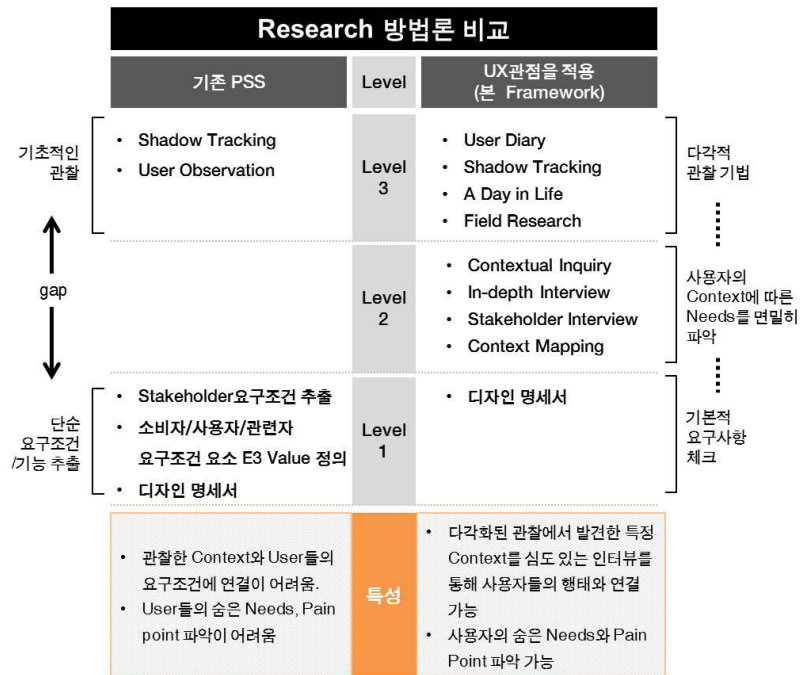 Research 방법론 비교
기존 PSS
Level
UX관점을 적용
(본 Framework)
기초적인
관찰
• Shadow Tracking
• User Observation
Level
3
• User Diary
• Shadow Tracking
• A Day in Life
• Field Research
다각적
관찰 기법
gap
Level
2
• Contextual Inquiry
• In-depth Interview
• Stakeholder Interview
• Context Mapping
사용자의
Context에 따른
Needs를 면밀히
파악
단순
요구조건
/기능 추출
• Stakeholder요구조건 추출
• 소비자/사용자/관련자
요구조건 요소 E3 Value 정의
• 디자인 명세서
Level
1
• 디자인 명세서
기본적
요구사항
체크
• 관찰한 Context와 User들의
요구조건에 연결이 어려움.
• User들의 숨은 Needs, Pain
point 파악이 어려움
특성
• 다각화된 관찰에서 발견한 특정
Context를 심도 있는 인터뷰를
통해 사용자들의 행태와 연결
가능
• 사용자의 숨은 Needs와 Pain
Point 파악 가능